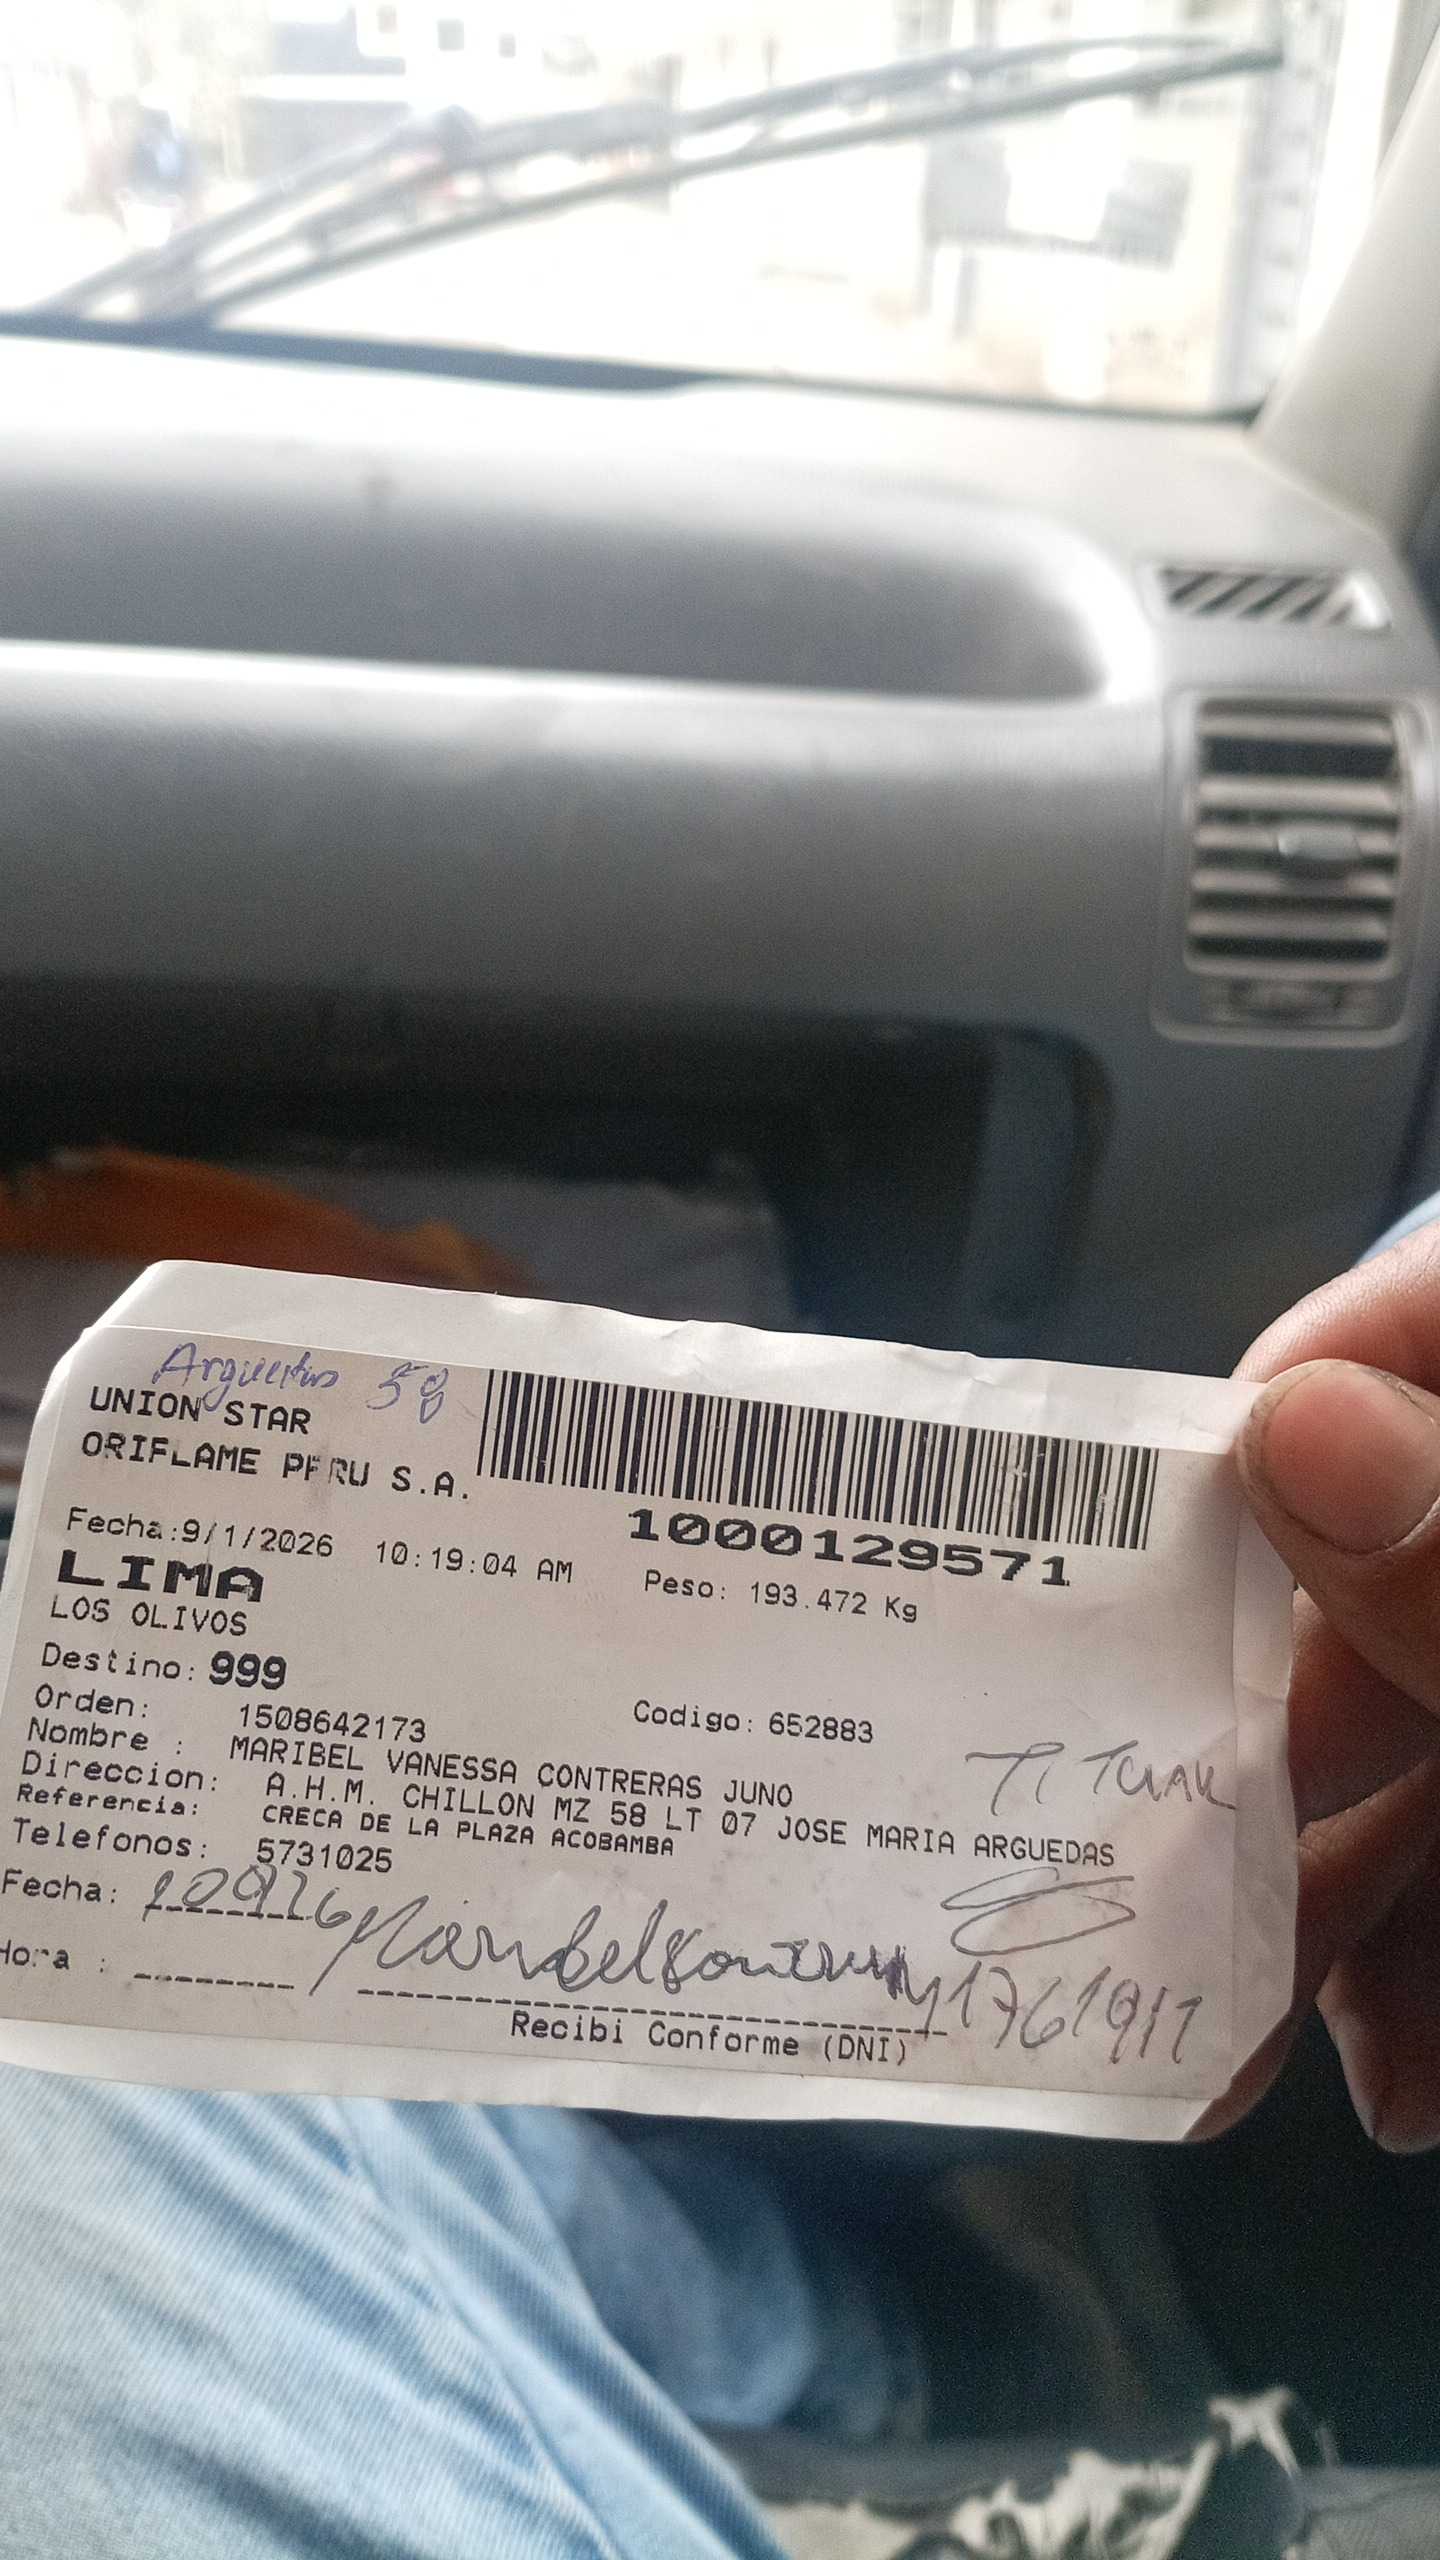 Arguedas 58
UNION STAR
ORIFLAME PERU S.A.
1000129571
Fecha:9/1/2026 10:19:04 AM
Peso: 193.472 Kg
LIMA
LOS OLIVOS
Destino: 999
Orden: 1508642173
Codigo: 652883
Nombre : MARIBEL VANESSA CONTRERAS JUNO
TITULAR
Direccion: A.H.M. CHILLON MZ 58 LT 07 JOSE MARIA ARGUEDAS
Referencia: CRECA DE LA PLAZA ACOBAMBA
Telefonos: 5731025
Fecha:
Hora :
Recibi Conforme (DNI)